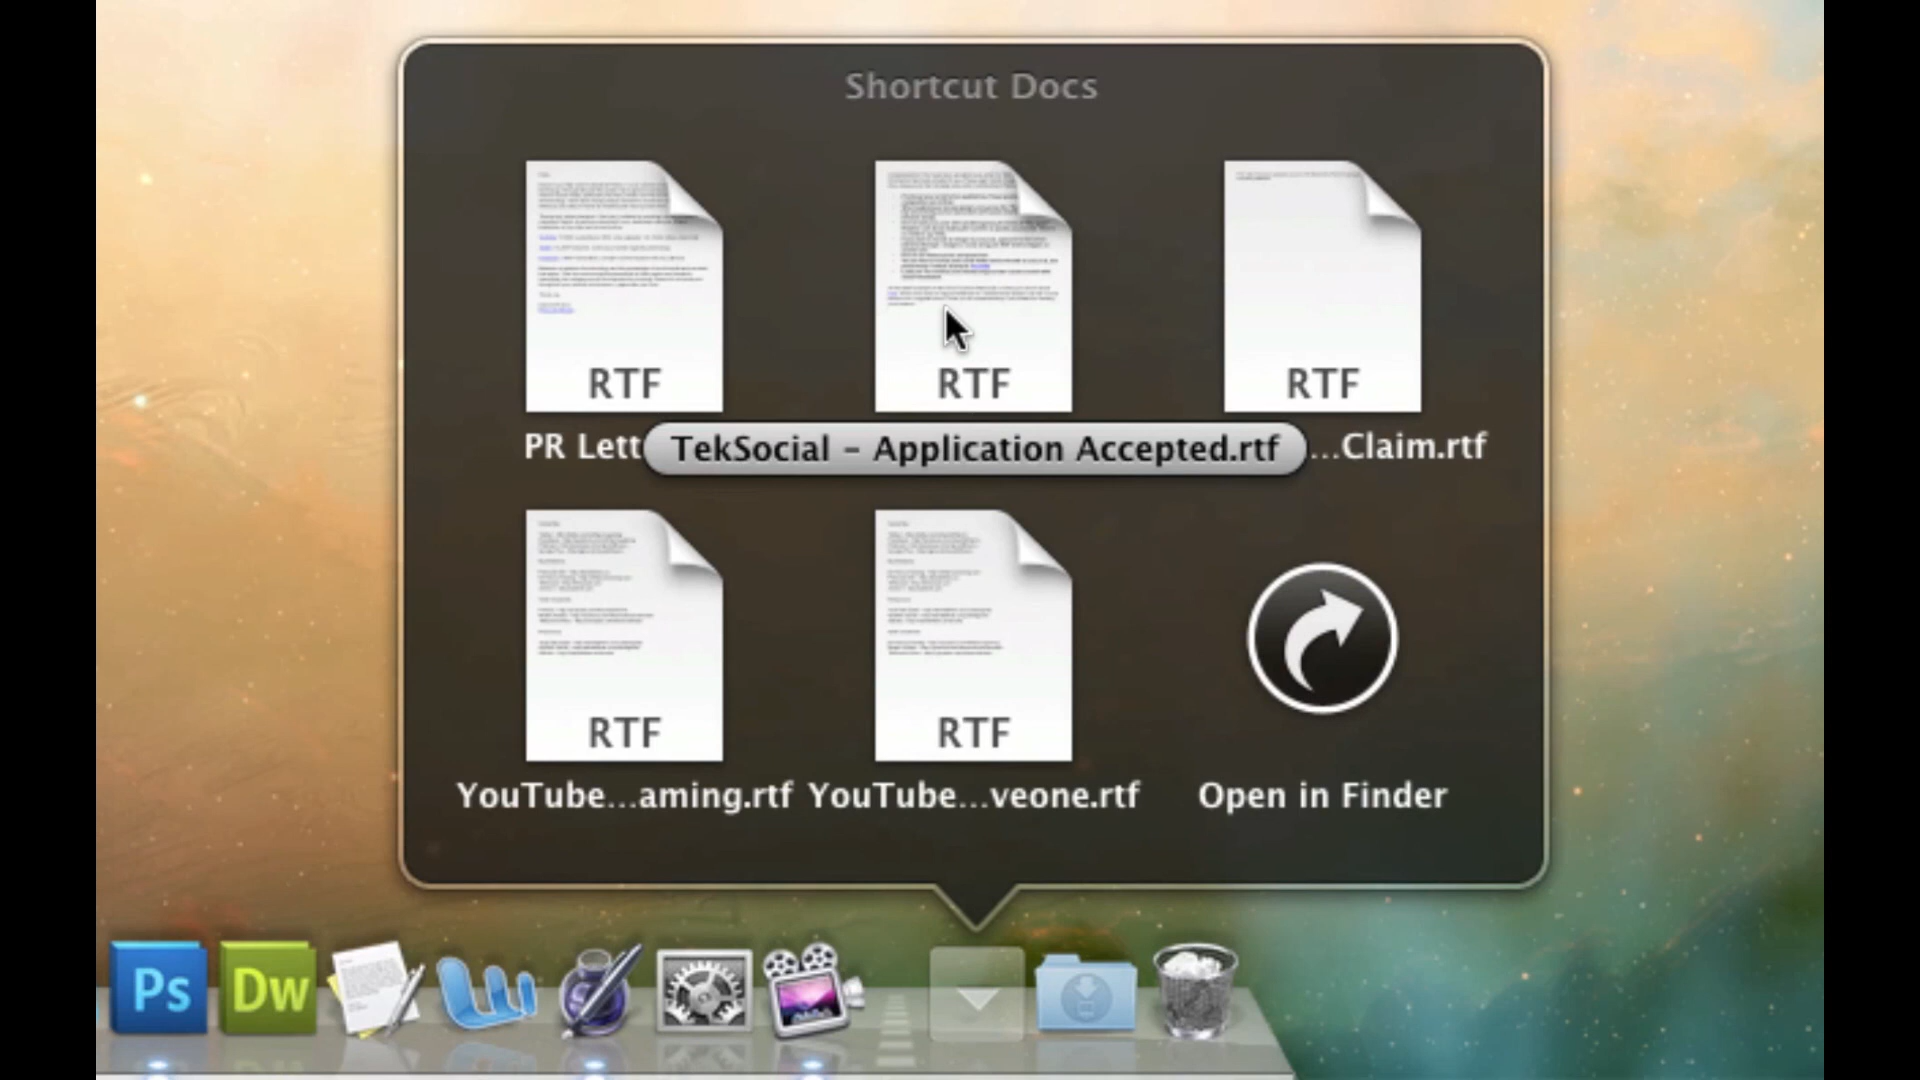 Shortcut Docs
RTF
RTF
RTF
PR Lett
TekSocial – Application Accepted.rtf
...Claim.rtf
RTF
RTF
YouTube...aming.rtf
YouTube...veone.rtf
Open in Finder
Ps
Dw